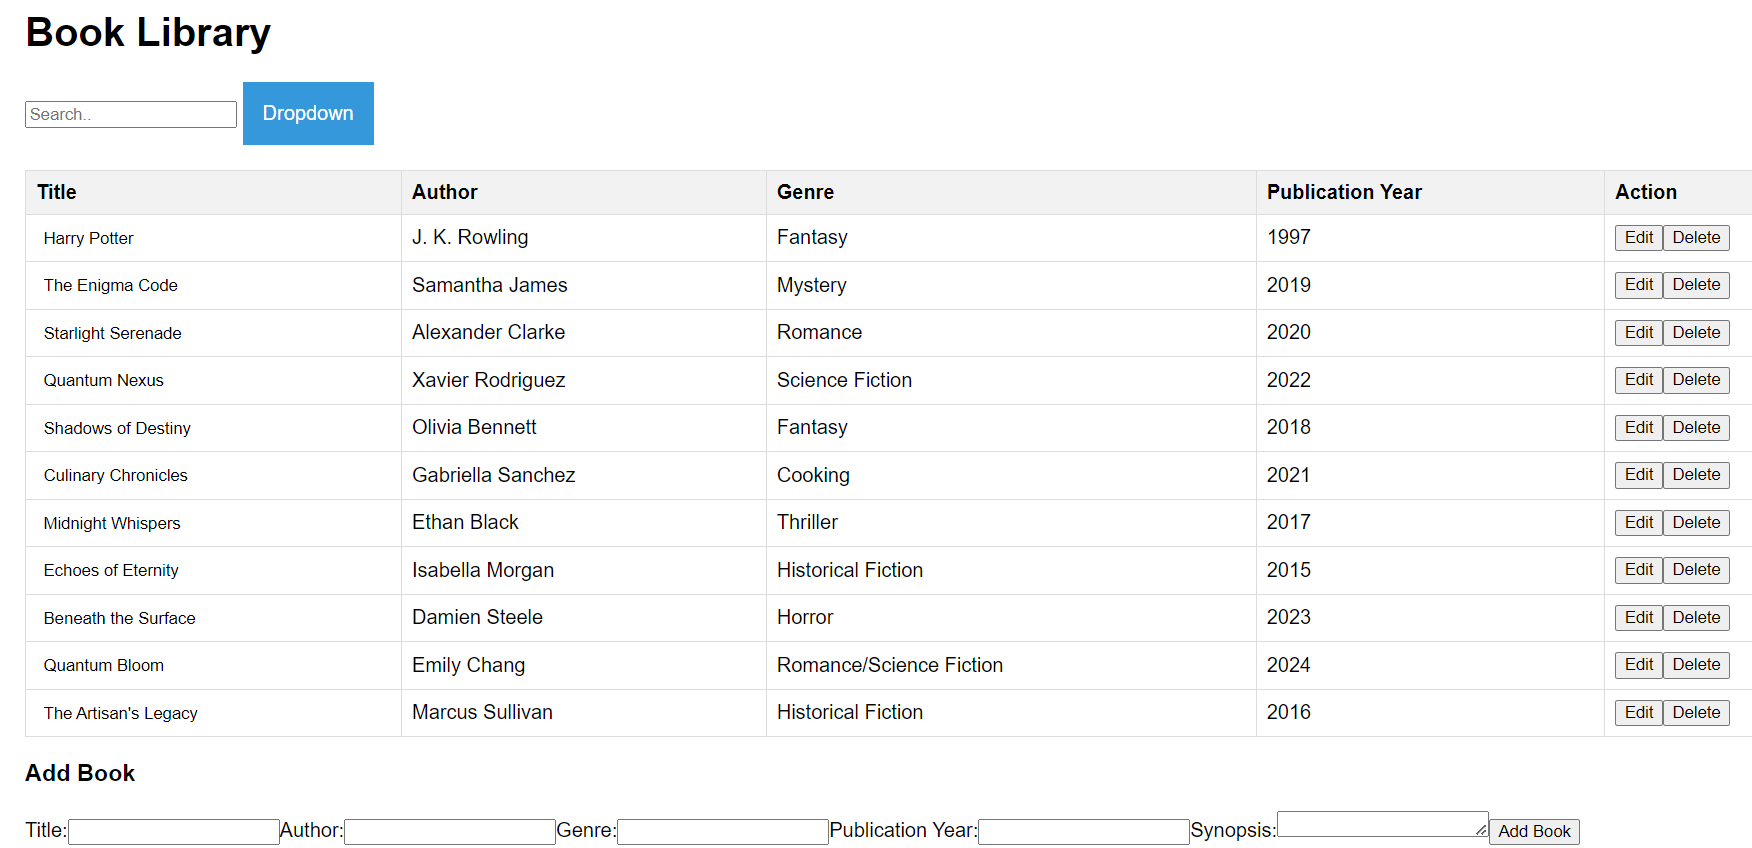 Book Library
Search.. Dropdown
Title Author Genre Publication Year Action
Harry Potter J. K. Rowling Fantasy 1997 Edit Delete
The Enigma Code Samantha James Mystery 2019 Edit Delete
Starlight Serenade Alexander Clarke Romance 2020 Edit Delete
Quantum Nexus Xavier Rodriguez Science Fiction 2022 Edit Delete
Shadows of Destiny Olivia Bennett Fantasy 2018 Edit Delete
Culinary Chronicles Gabriella Sanchez Cooking 2021 Edit Delete
Midnight Whispers Ethan Black Thriller 2017 Edit Delete
Echoes of Eternity Isabella Morgan Historical Fiction 2015 Edit Delete
Beneath the Surface Damien Steele Horror 2023 Edit Delete
Quantum Bloom Emily Chang Romance/Science Fiction 2024 Edit Delete
The Artisan's Legacy Marcus Sullivan Historical Fiction 2016 Edit Delete
Add Book
Title: Author: Genre: Publication Year: Synopsis: Add Book